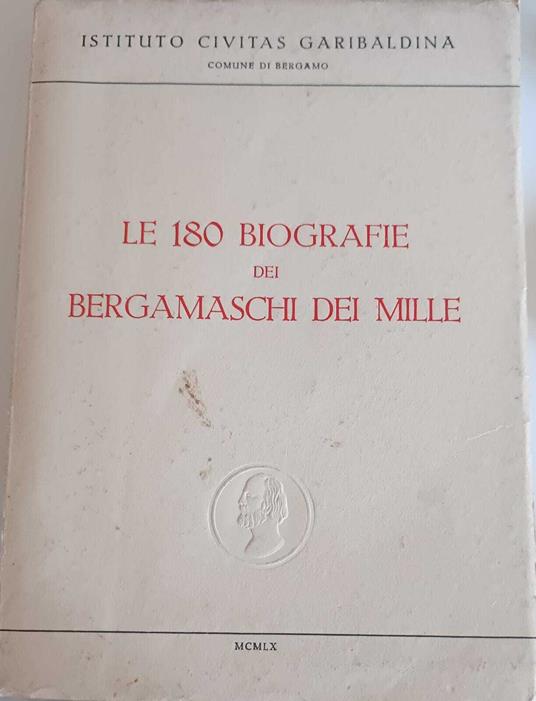 ISTITUTO CIVITAS GARIBALDINA
COMUNE DI BERGAMO
LE 180 BIOGRAFIE
DEI
BERGAMASCHI DEI MILLE
MCMLX